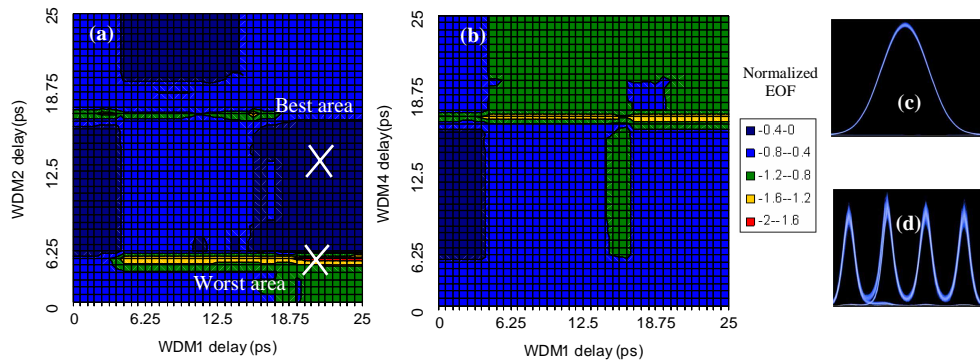 (a)
WDM2 delay (ps)
25
18.75
12.5
6.25
0
Best area
Worst area
0
6.25
12.5
18.75
25
WDM1 delay (ps)
(b)
WDM4 delay (ps)
25
18.75
12.5
6.25
0
0
6.25
12.5
18.75
25
WDM1 delay (ps)
Normalized
EOF
-0.4-0
-0.8--0.4
-1.2--0.8
-1.6--1.2
-2--1.6
(c)
(d)